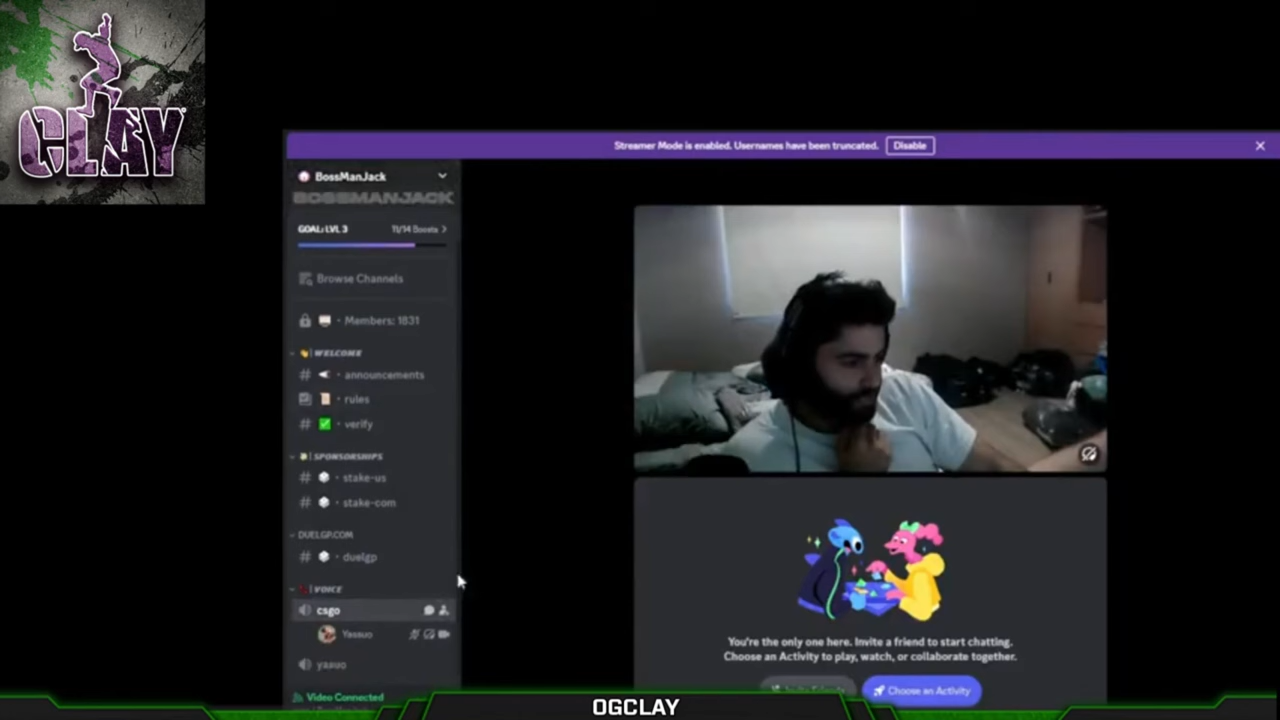 CLAY
Streamer Mode is enabled. Usernames have been truncated.
Disable
BossManJack
BOSSMANJACK
GOAL: LVL 3
11/14 Boosts
Browse Channels
Members: 1831
WELCOME
announcements
rules
verify
SPONSORSHIPS
stake-us
stake-com
DUELGP.COM
duelgp
VOICE
csgo
Yassuo
yasuo
Video Connected
You're the only one here. Invite a friend to start chatting.
Choose an Activity to play, watch, or collaborate together.
Choose an Activity
OGCLAY